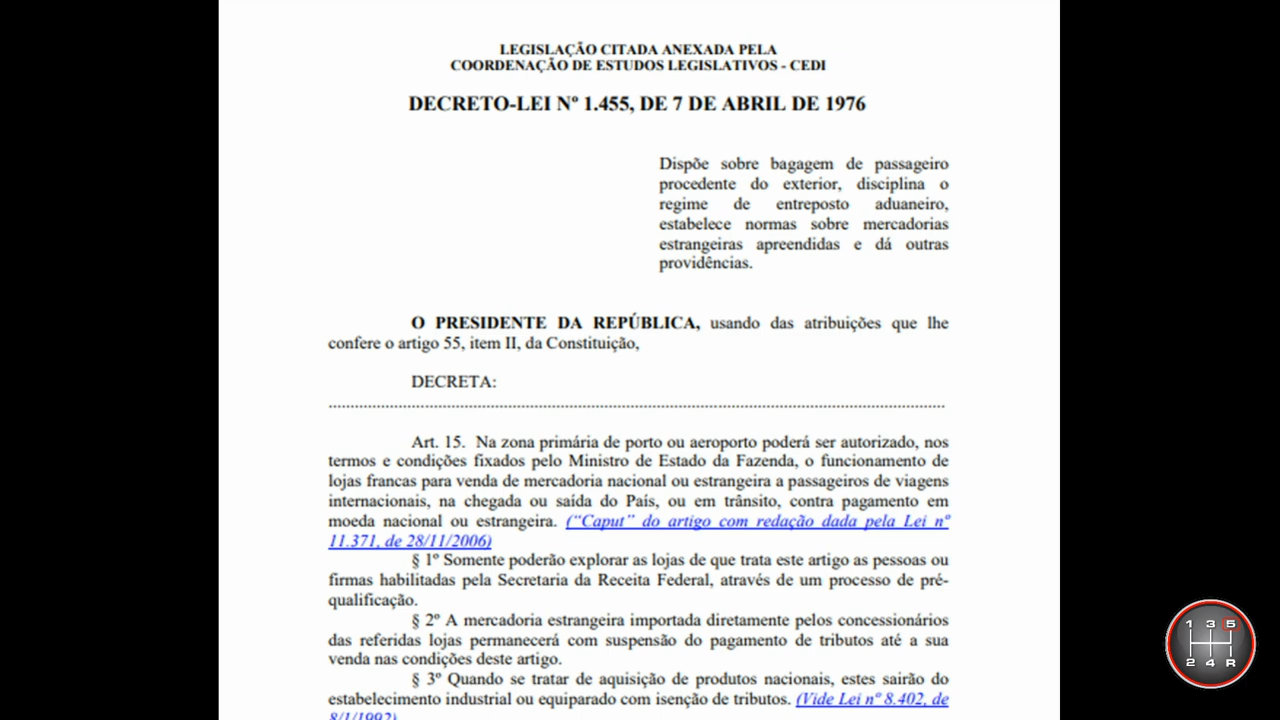 LEGISLAÇÃO CITADA ANEXADA PELA
COORDENAÇÃO DE ESTUDOS LEGISLATIVOS - CEDI
DECRETO-LEI Nº 1.455, DE 7 DE ABRIL DE 1976
Dispõe sobre bagagem de passageiro
procedente do exterior, disciplina o
regime de entreposto aduaneiro,
estabelece normas sobre mercadorias
estrangeiras apreendidas e dá outras
providências.
O PRESIDENTE DA REPÚBLICA, usando das atribuições que lhe
confere o artigo 55, item II, da Constituição,
DECRETA:
Art. 15. Na zona primária de porto ou aeroporto poderá ser autorizado, nos
termos e condições fixados pelo Ministro de Estado da Fazenda, o funcionamento de
lojas francas para venda de mercadoria nacional ou estrangeira a passageiros de viagens
internacionais, na chegada ou saída do País, ou em trânsito, contra pagamento em
moeda nacional ou estrangeira. (“Caput” do artigo com redação dada pela Lei nº
11.371, de 28/11/2006)
§ 1º Somente poderão explorar as lojas de que trata este artigo as pessoas ou
firmas habilitadas pela Secretaria da Receita Federal, através de um processo de pré-
qualificação.
§ 2º A mercadoria estrangeira importada diretamente pelos concessionários
das referidas lojas permanecerá com suspensão do pagamento de tributos até a sua
venda nas condições deste artigo.
§ 3º Quando se tratar de aquisição de produtos nacionais, estes sairão do
estabelecimento industrial ou equiparado com isenção de tributos. (Vide Lei nº 8.402, de
8/1/1992)
1 3 5
2 4 R